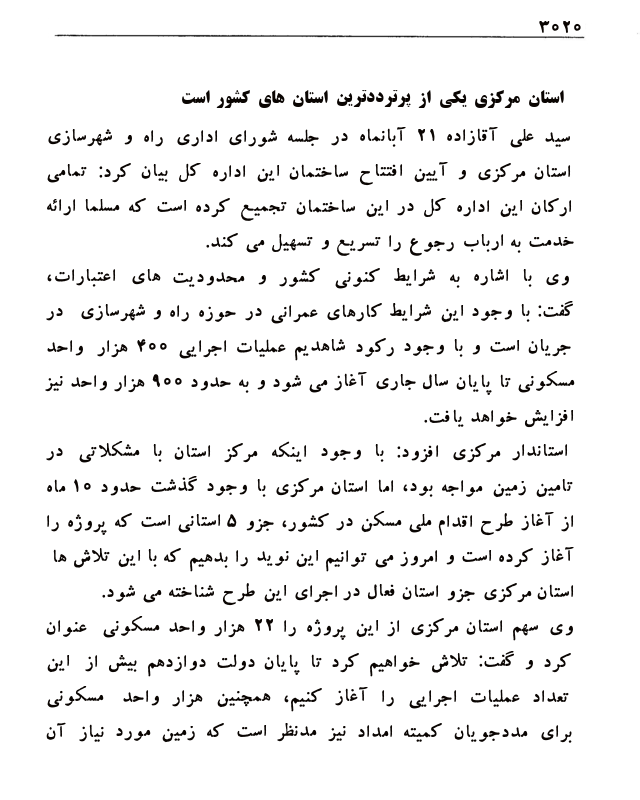 ۳۰۲۰
استان مرکزی یکی از پرترددترین استان های کشور است
سید علی آقازاده ۲۱ آبانماه در جلسه شورای اداری راه و شهرسازی
استان مرکزی و آیین افتتاح ساختمان این اداره کل بیان کرد: تمامی
ارکان این اداره کل در این ساختمان تجمیع کرده است که مسلما ارائه
خدمت به ارباب رجوع را تسریع و تسهیل می کند.
وی با اشاره به شرایط کنونی کشور و محدودیت های اعتبارات،
گفت: با وجود این شرایط کارهای عمرانی در حوزه راه و شهرسازی در
جریان است و با وجود رکود شاهدیم عملیات اجرایی ۴۰۰ هزار واحد
مسکونی تا پایان سال جاری آغاز می شود و به حدود ۹۰۰ هزار واحد نیز
افزایش خواهد یافت.
استاندار مرکزی افزود: با وجود اینکه مرکز استان با مشکلاتی در
تامین زمین مواجه بود، اما استان مرکزی با وجود گذشت حدود ۱۰ ماه
از آغاز طرح اقدام ملی مسکن در کشور، جزو ۵ استانی است که پروژه را
آغاز کرده است و امروز می توانیم این نوید را بدهیم که با این تلاش ها
استان مرکزی جزو استان فعال در اجرای این طرح شناخته می شود.
وی سهم استان مرکزی از این پروژه را ۲۲ هزار واحد مسکونی عنوان
کرد و گفت: تلاش خواهیم کرد تا پایان دولت دوازدهم بیش از این
تعداد عملیات اجرایی را آغاز کنیم، همچنین هزار واحد مسکونی
برای مددجویان کمیته امداد نیز مدنظر است که زمین مورد نیاز آن